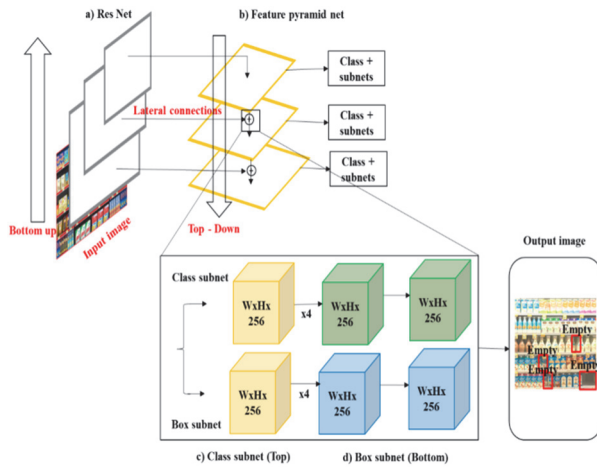 a) Res Net
b) Feature pyramid net
Class +
subnets
Lateral connections
Class +
subnets
Class +
subnets
Bottom up
Input image
Top - Down
Output image
Class subnet
WxHx
256
x4
WxHx
256
WxHx
256
Empty
Empty
Empty
Empty
WxHx
256
x4
WxHx
256
WxHx
256
Box subnet
c) Class subnet (Top)
d) Box subnet (Bottom)